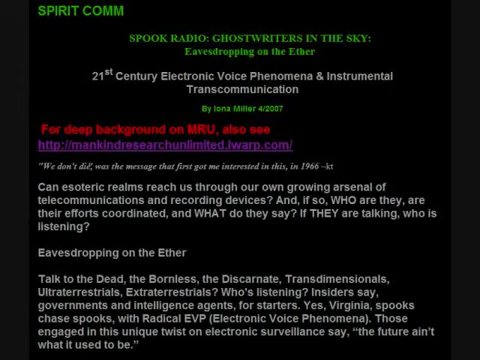 SPIRIT COMM
SPOOK RADIO: GHOSTWRITERS IN THE SKY:
Eavesdropping on the Ether
21st Century Electronic Voice Phenomena & Instrumental
Transcommunication
By Iona Miller 4/2007
For deep background on MRU, also see
http://mankindresearchunlimited.iwarp.com/
"We don't die", was the message that first got me interested in this, in 1966 ~kt
Can esoteric realms reach us through our own growing arsenal of
telecommunications and recording devices? And, if so, WHO are they, are
their efforts coordinated, and WHAT do they say? If THEY are talking, who is
listening?
Eavesdropping on the Ether
Talk to the Dead, the Bornless, the Discarnate, Transdimensionals,
Ultraterrestrials, Extraterrestrials? Who's listening? Insiders say,
governments and intelligence agents, for starters. Yes, Virginia, spooks
chase spooks, with Radical EVP (Electronic Voice Phenomena). Those
engaged in this unique twist on electronic surveillance say, “the future ain’t
what it used to be.”